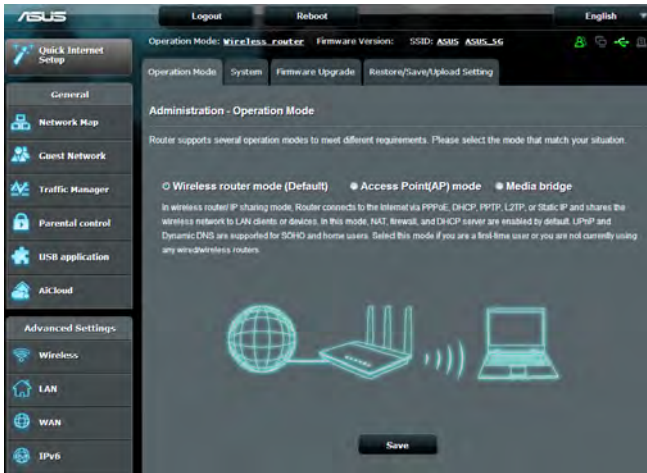 ASUS
Logout
Reboot
English
Quick Internet Setup
Operation Mode: Wireless router Firmware Version: SSID: ASUS ASUS_5G
Operation Mode
System
Firmware Upgrade
Restore/Save/Upload Setting
General
Network Map
Guest Network
Traffic Manager
Parental control
USB application
AiCloud
Advanced Settings
Wireless
LAN
WAN
IPv6
Administration - Operation Mode
Router supports several operation modes to meet different requirements. Please select the mode that match your situation.
Wireless router mode (Default)
Access Point(AP) mode
Media bridge
In wireless router/ IP sharing mode, Router connects to the Internet via PPPoE, DHCP, PPTP, L2TP, or Static IP and shares the
wireless network to LAN clients or devices. In this mode, NAT, firewall, and DHCP server are enabled by default. UPnP and
Dynamic DNS are supported for SOHO and home users. Select this mode if you are a first-time user or you are not currently using
any wired/wireless routers.
Save